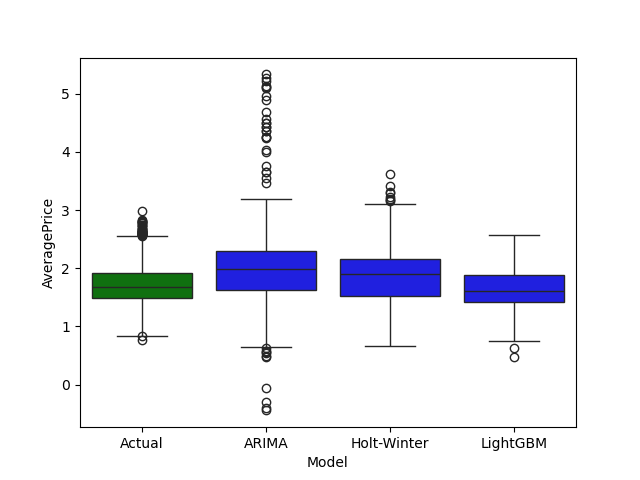 AveragePrice
5
4
3
2
1
0
Actual
ARIMA
Holt-Winter
LightGBM
Model